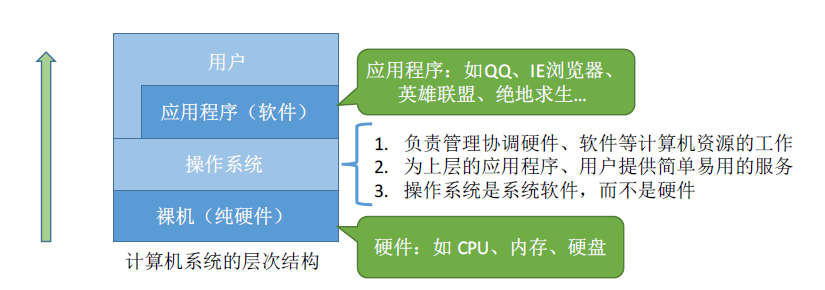 用户
应用程序（软件）
操作系统
裸机（纯硬件）
计算机系统的层次结构
应用程序：如QQ、IE浏览器、
英雄联盟、绝地求生…
1. 负责管理协调硬件、软件等计算机资源的工作
2. 为上层的应用程序、用户提供简单易用的服务
3. 操作系统是系统软件，而不是硬件
硬件：如 CPU、内存、硬盘